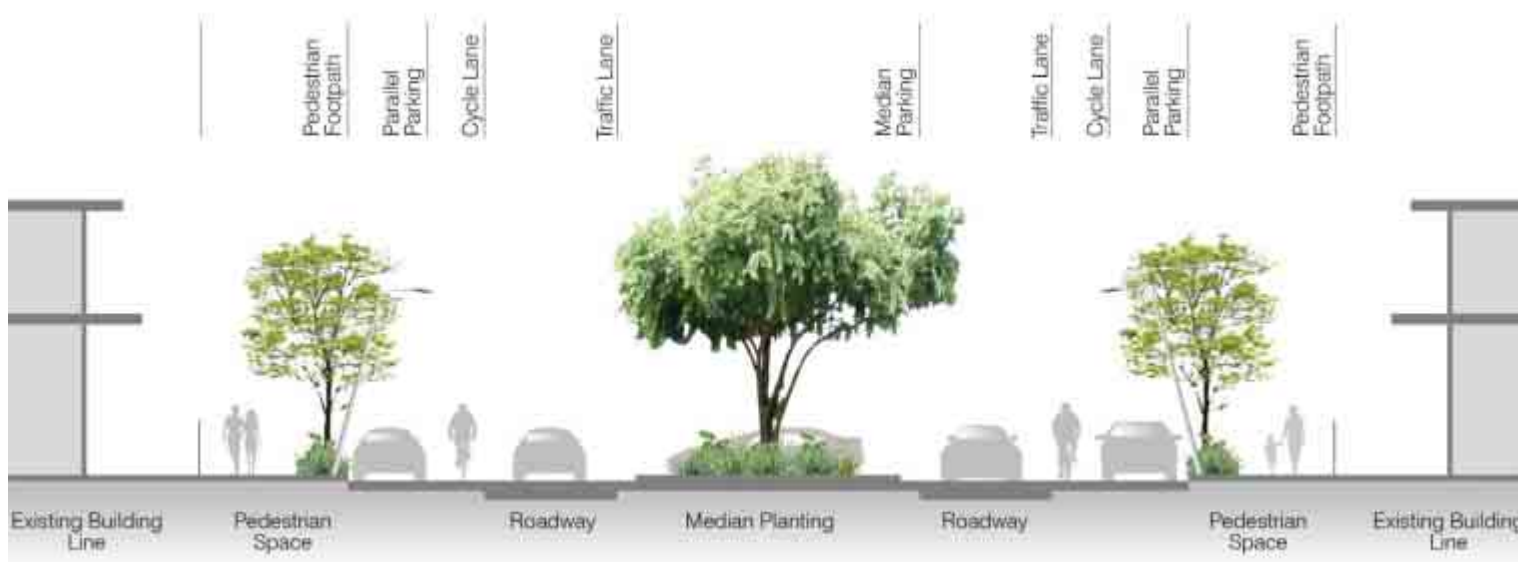 Pedestrian
Footpath
Parallel
Parking
Cycle Lane
Traffic Lane
Median
Parking
Traffic Lane
Cycle Lane
Parallel
Parking
Pedestrian
Footpath
Existing Building
Line
Pedestrian
Space
Roadway
Median Planting
Roadway
Pedestrian
Space
Existing Building
Line